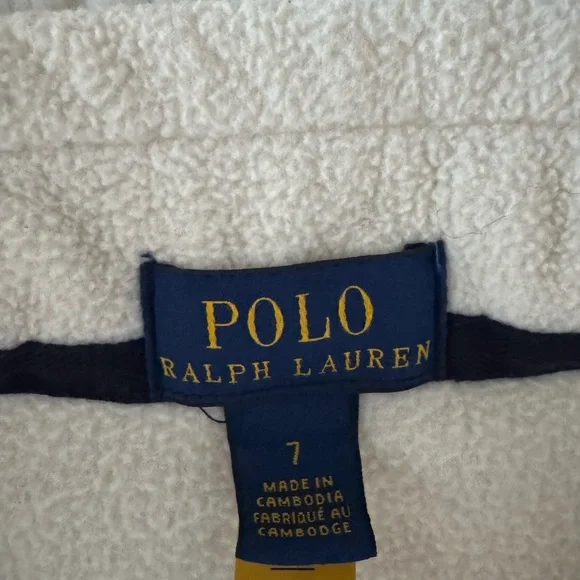 POLO
RALPH LAUREN
7
MADE IN
CAMBODIA
FABRIQUÉ AU
CAMBODGE